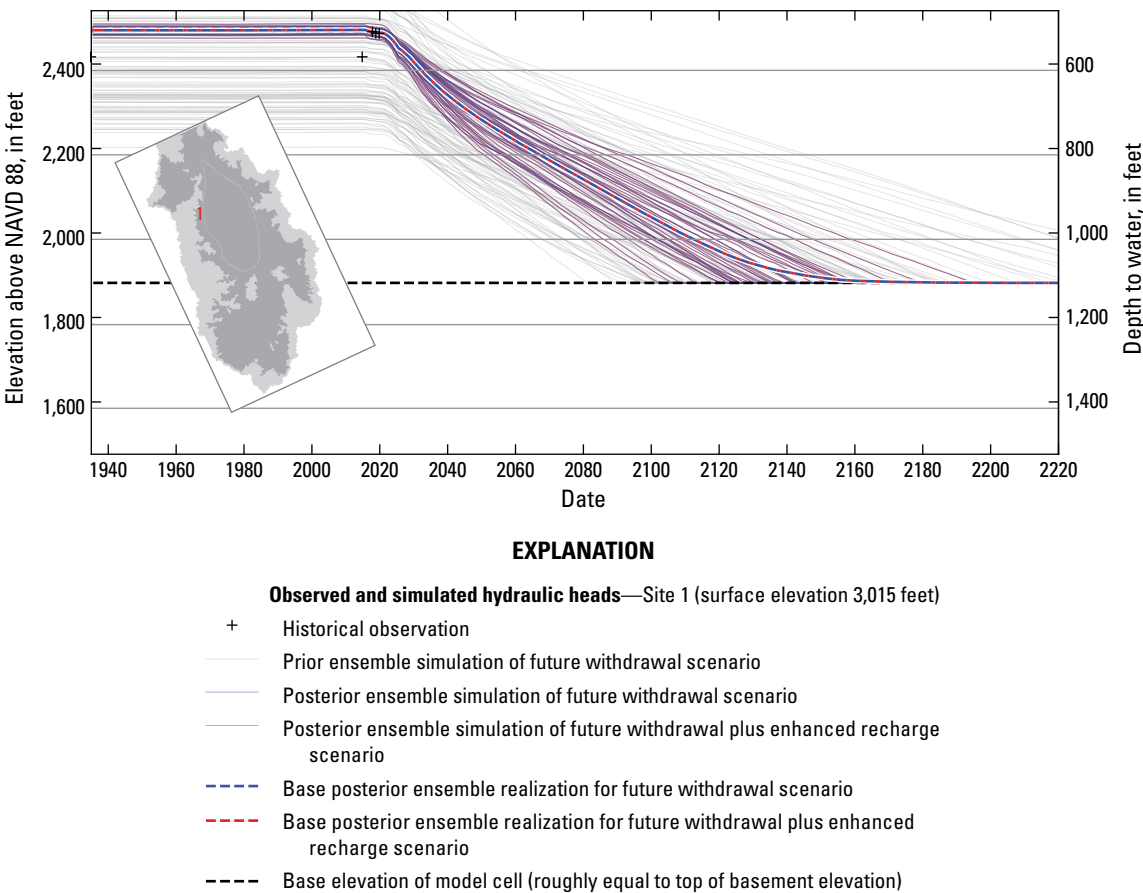 Elevation above NAVD 88, in feet
2,400
2,200
2,000
1,800
1,600
1
600
800
1,000
1,200
1,400
Depth to water, in feet
1940 1960 1980 2000 2020 2040 2060 2080 2100 2120 2140 2160 2180 2200 2220
Date
EXPLANATION
Observed and simulated hydraulic heads—Site 1 (surface elevation 3,015 feet)
Historical observation
Prior ensemble simulation of future withdrawal scenario
Posterior ensemble simulation of future withdrawal scenario
Posterior ensemble simulation of future withdrawal plus enhanced recharge
scenario
Base posterior ensemble realization for future withdrawal scenario
Base posterior ensemble realization for future withdrawal plus enhanced
recharge scenario
Base elevation of model cell (roughly equal to top of basement elevation)